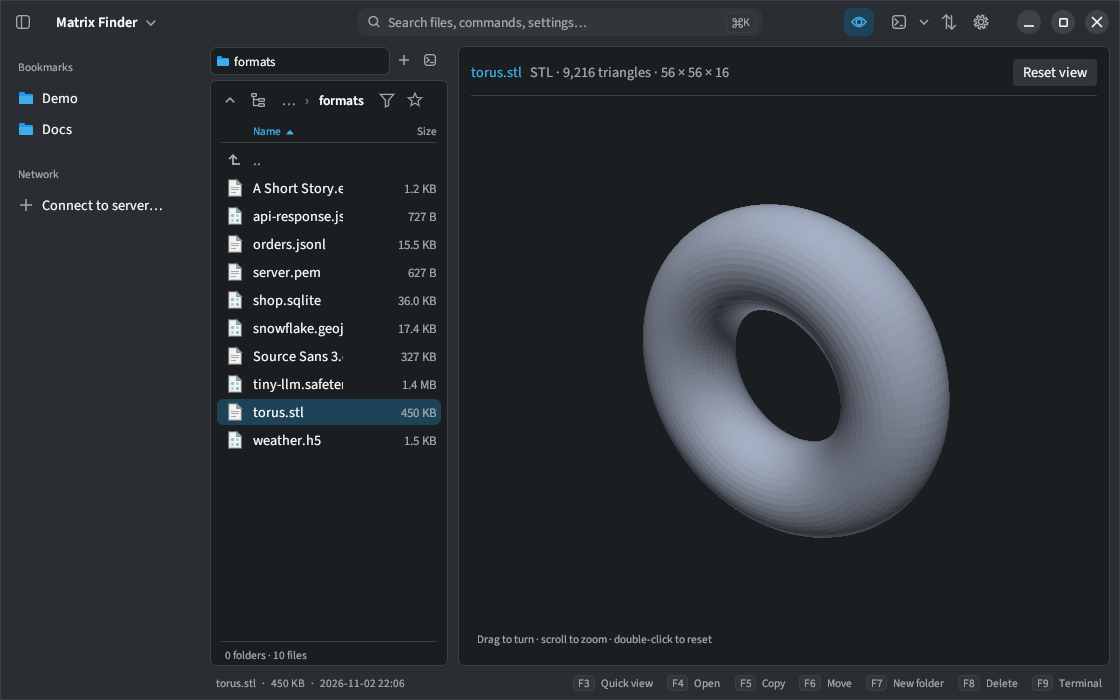 Matrix Finder
Search files, commands, settings… ⌘K
Bookmarks
Demo
Docs
Network
Connect to server…
formats
… › formats
Name Size
..
A Short Story.e 1.2 KB
api-response.js 727 B
orders.jsonl 15.5 KB
server.pem 627 B
shop.sqlite 36.0 KB
snowflake.geoj 17.4 KB
Source Sans 3. 327 KB
tiny-llm.safete 1.4 MB
torus.stl 450 KB
weather.h5 1.5 KB
0 folders · 10 files
torus.stl STL · 9,216 triangles · 56 × 56 × 16
Reset view
Drag to turn · scroll to zoom · double-click to reset
torus.stl · 450 KB · 2026-11-02 22:06
F3 Quick view F4 Open F5 Copy F6 Move F7 New folder F8 Delete F9 Terminal